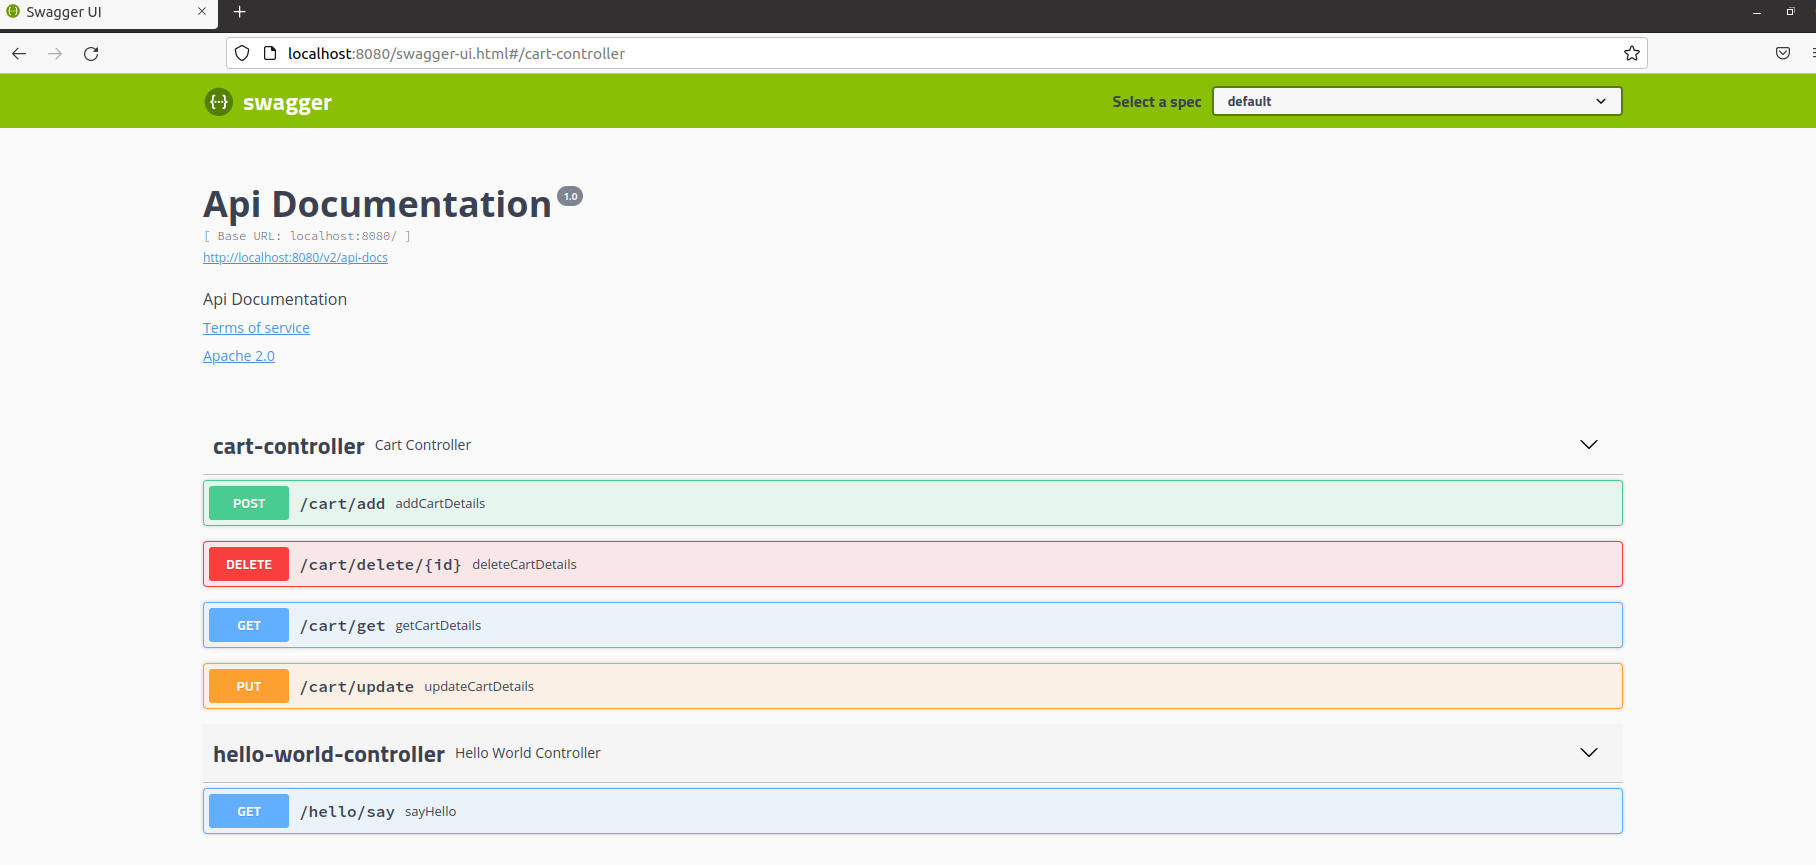 Swagger UI
localhost:8080/swagger-ui.html#/cart-controller
{···} swagger
Select a spec default
Api Documentation 1.0
[ Base URL: localhost:8080/ ]
http://localhost:8080/v2/api-docs
Api Documentation
Terms of service
Apache 2.0
cart-controller Cart Controller
POST /cart/add addCartDetails
DELETE /cart/delete/{id} deleteCartDetails
GET /cart/get getCartDetails
PUT /cart/update updateCartDetails
hello-world-controller Hello World Controller
GET /hello/say sayHello